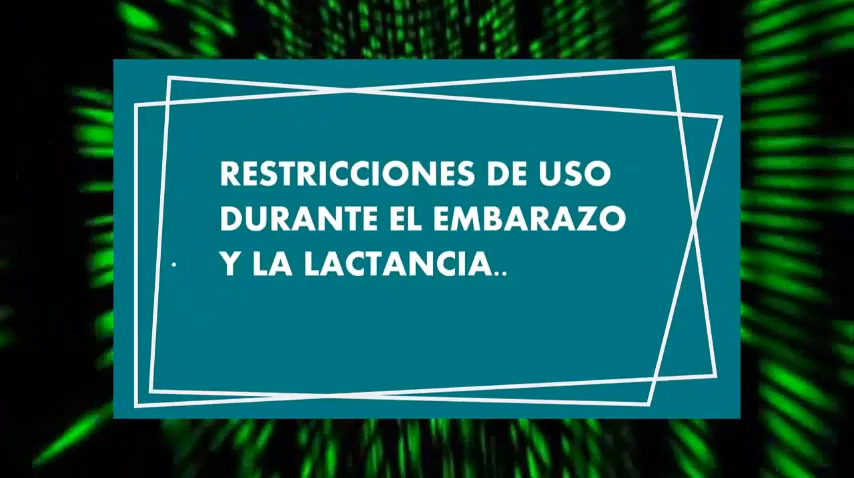 RESTRICCIONES DE USO
DURANTE EL EMBARAZO
Y LA LACTANCIA..